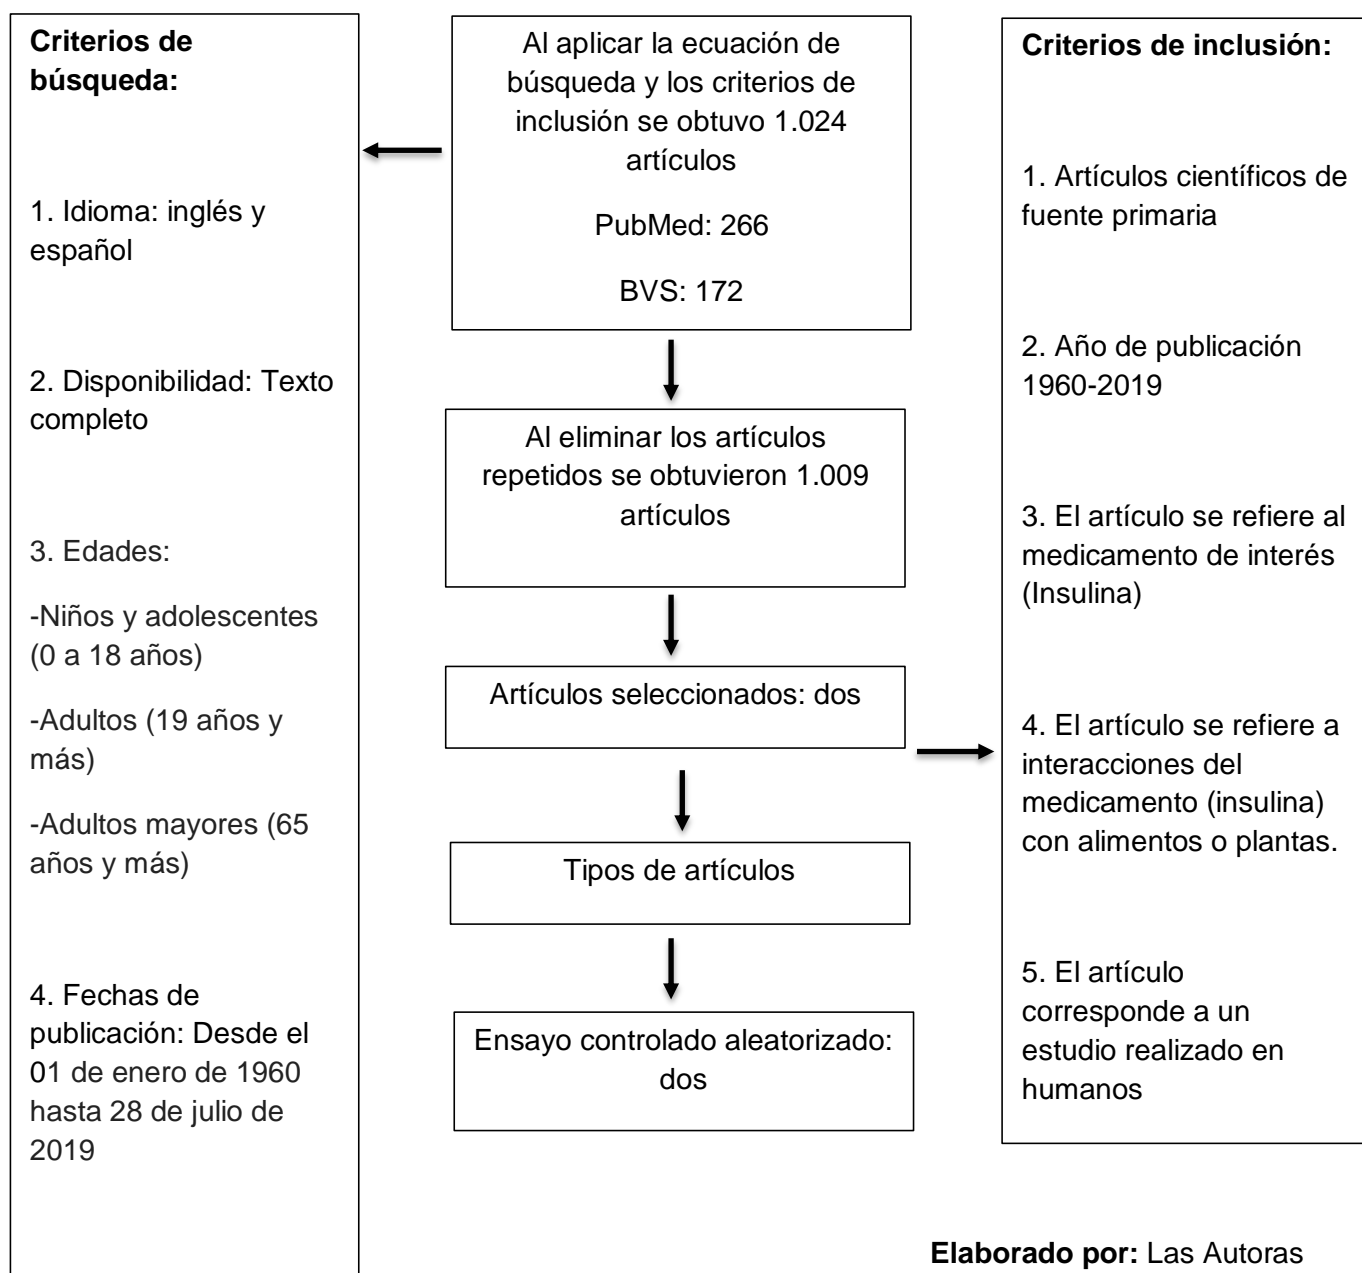 Criterios de
búsqueda:
1. Idioma: inglés y
español
2. Disponibilidad: Texto
completo
3. Edades:
-Niños y adolescentes
(0 a 18 años)
-Adultos (19 años y
más)
-Adultos mayores (65
años y más)
4. Fechas de
publicación: Desde el
01 de enero de 1960
hasta 28 de julio de
2019
Al aplicar la ecuación de
búsqueda y los criterios de
inclusión se obtuvo 1.024
artículos
PubMed: 266
BVS: 172
Al eliminar los artículos
repetidos se obtuvieron 1.009
artículos
Artículos seleccionados: dos
Tipos de artículos
Ensayo controlado aleatorizado:
dos
Criterios de inclusión:
1. Artículos científicos de
fuente primaria
2. Año de publicación
1960-2019
3. El artículo se refiere al
medicamento de interés
(Insulina)
4. El artículo se refiere a
interacciones del
medicamento (insulina)
con alimentos o plantas.
5. El artículo
corresponde a un
estudio realizado en
humanos
Elaborado por: Las Autoras